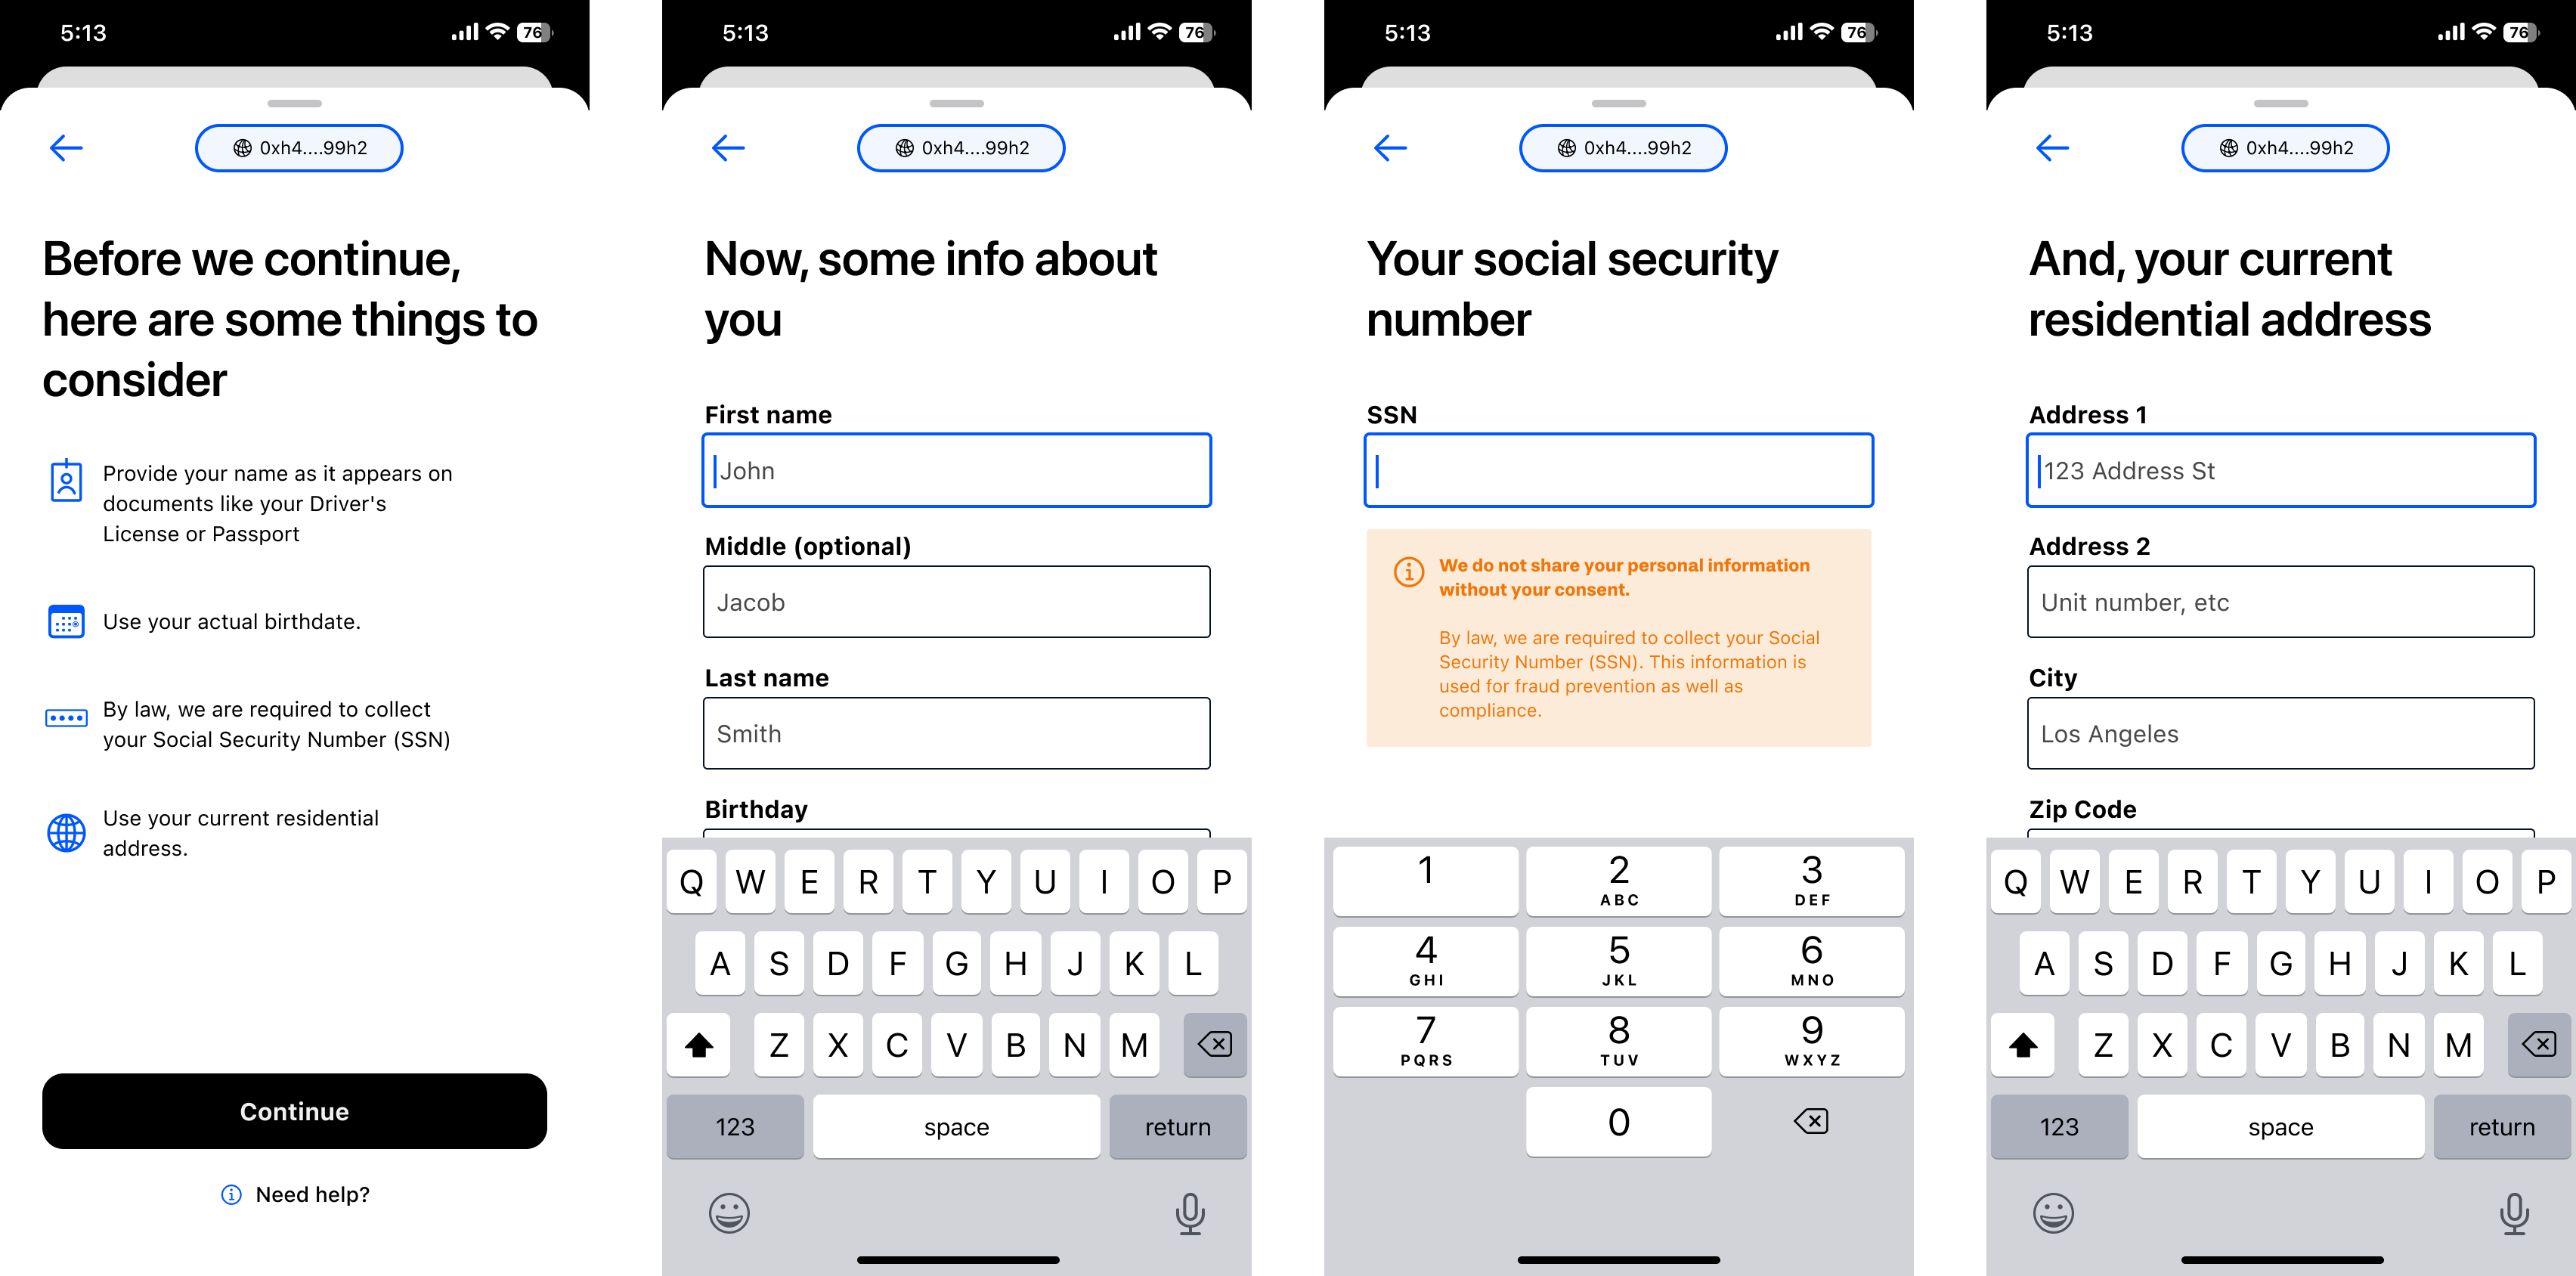 5:13
76
0xh4....99h2
Before we continue,
here are some things to
consider
Provide your name as it appears on
documents like your Driver's
License or Passport
Use your actual birthdate.
By law, we are required to collect
your Social Security Number (SSN)
Use your current residential
address.
Continue
Need help?
5:13
76
0xh4....99h2
Now, some info about
you
First name
John
Middle (optional)
Jacob
Last name
Smith
Birthday
Q W E R T Y U I O P
A S D F G H J K L
Z X C V B N M
123 space return
5:13
76
0xh4....99h2
Your social security
number
SSN
We do not share your personal information
without your consent.
By law, we are required to collect your Social
Security Number (SSN). This information is
used for fraud prevention as well as
compliance.
1 2 3
ABC DEF
4 5 6
GHI JKL MNO
7 8 9
PQRS TUV WXYZ
0
5:13
76
0xh4....99h2
And, your current
residential address
Address 1
123 Address St
Address 2
Unit number, etc
City
Los Angeles
Zip Code
Q W E R T Y U I O P
A S D F G H J K L
Z X C V B N M
123 space return